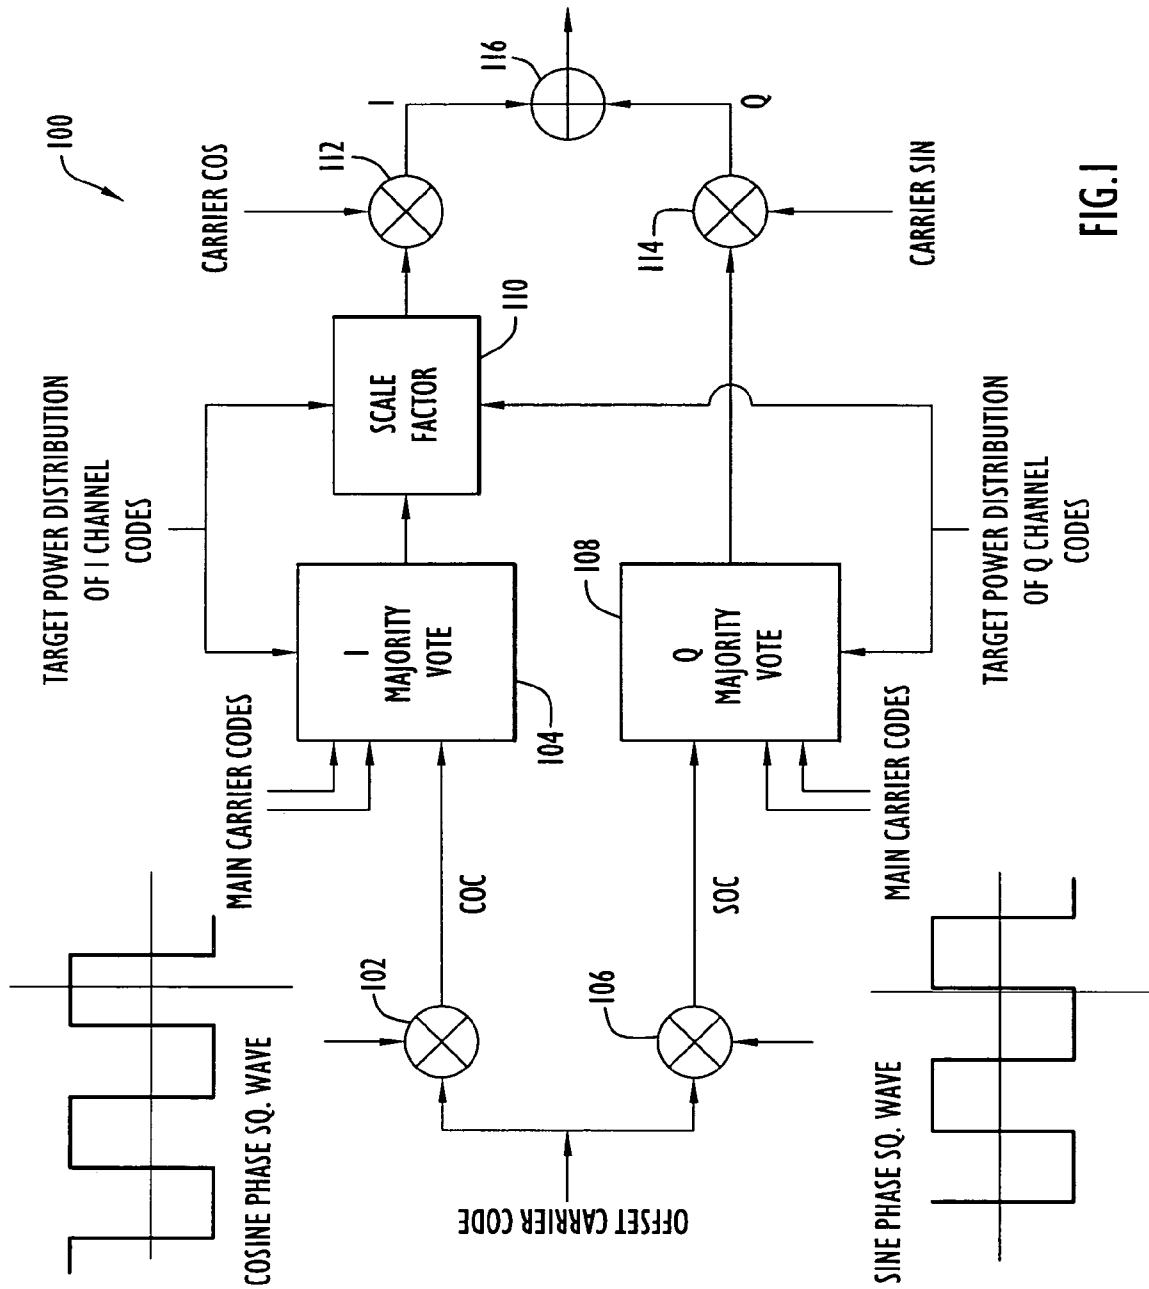 100
TARGET POWER DISTRIBUTION
OF I CHANNEL
CODES
CARRIER COS
COSINE PHASE SQ. WAVE
MAIN CARRIER CODES
102
COC
I
MAJORITY
VOTE
104
SCALE
FACTOR
110
112
I
116
OFFSET CARRIER CODE
106
SOC
Q
MAJORITY
VOTE
108
114
Q
SINE PHASE SQ. WAVE
MAIN CARRIER CODES
TARGET POWER DISTRIBUTION
OF Q CHANNEL
CODES
CARRIER SIN
FIG.1